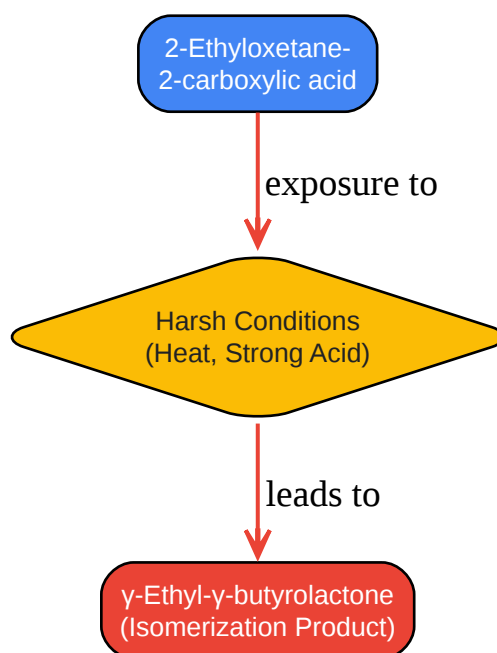 2-Ethyloxetane-
2-carboxylic acid
exposure to
Harsh Conditions
(Heat, Strong Acid)
leads to
γ-Ethyl-γ-butyrolactone
(Isomerization Product)